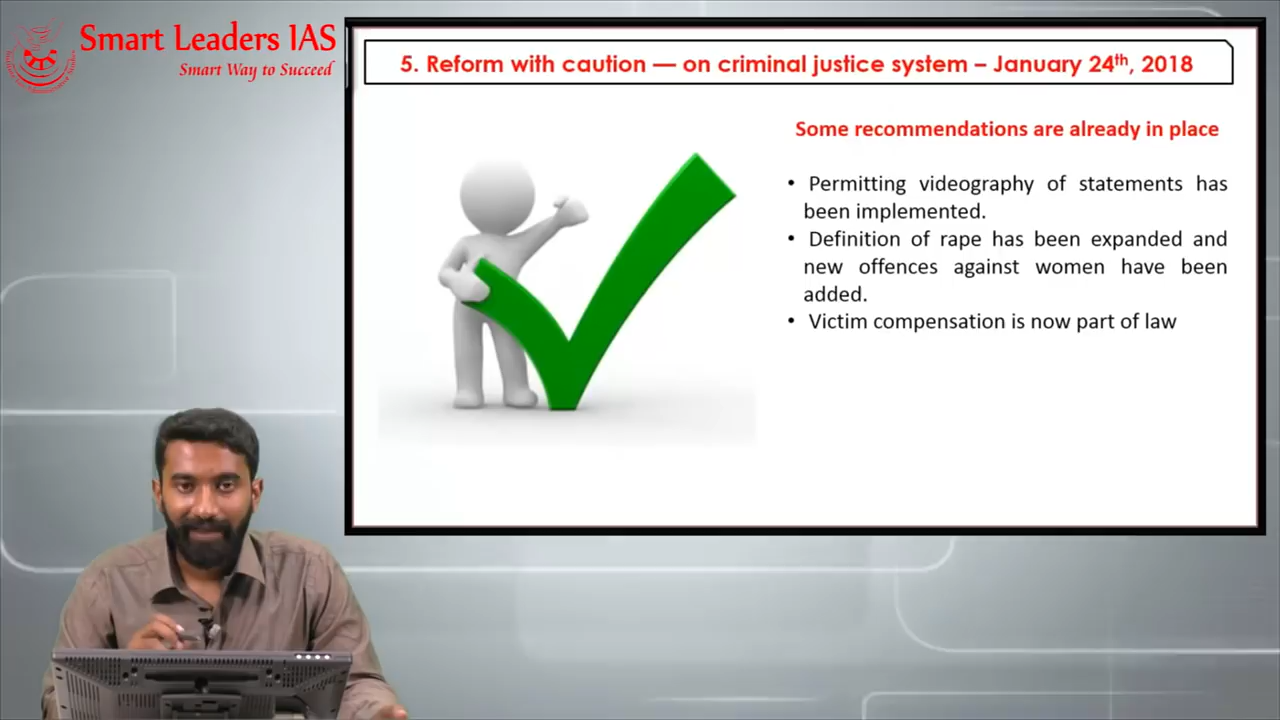 Smart Leaders IAS
Smart Way to Succeed
5. Reform with caution — on criminal justice system – January 24th, 2018
Some recommendations are already in place
• Permitting videography of statements has
been implemented.
• Definition of rape has been expanded and
new offences against women have been
added.
• Victim compensation is now part of law